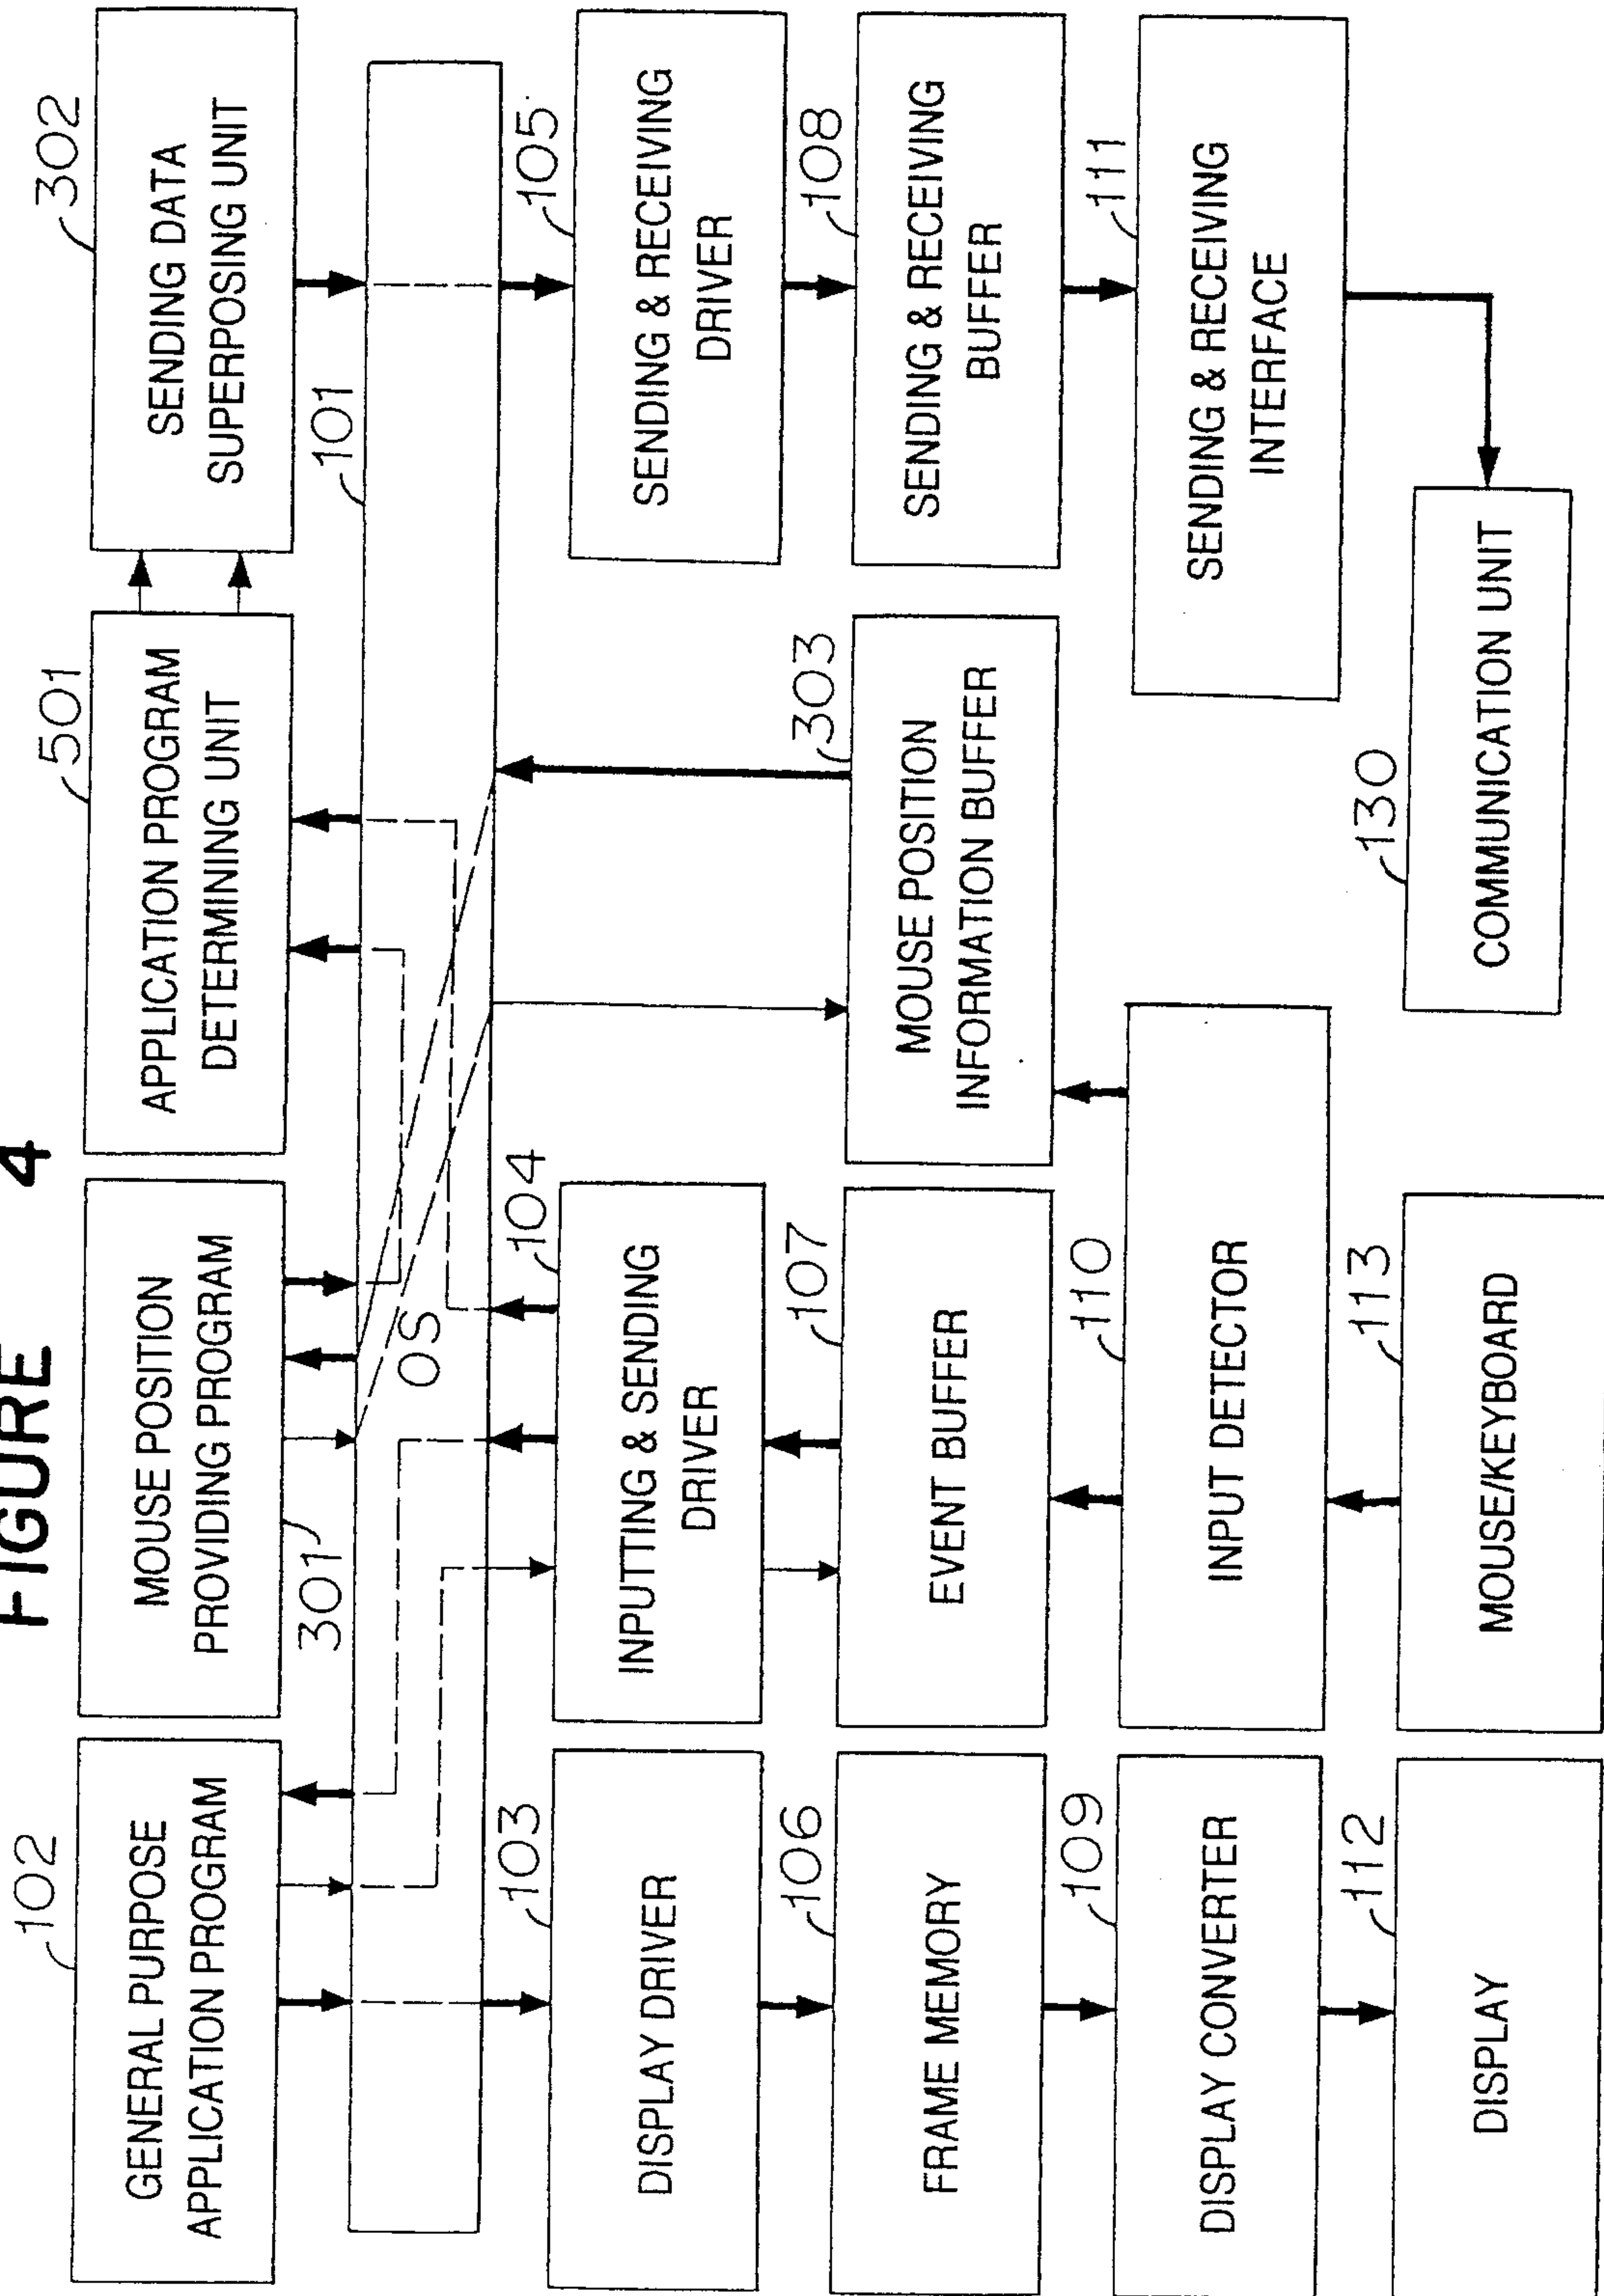 FIGURE 4
102
GENERAL PURPOSE
APPLICATION PROGRAM
MOUSE POSITION
PROVIDING PROGRAM
301
501
APPLICATION PROGRAM
DETERMINING UNIT
302
SENDING DATA
SUPERPOSING UNIT
101
OS
103
DISPLAY DRIVER
104
INPUTTING & SENDING
DRIVER
105
SENDING & RECEIVING
DRIVER
106
FRAME MEMORY
107
EVENT BUFFER
303
MOUSE POSITION
INFORMATION BUFFER
108
SENDING & RECEIVING
BUFFER
109
DISPLAY CONVERTER
110
INPUT DETECTOR
111
SENDING & RECEIVING
INTERFACE
112
DISPLAY
113
MOUSE/KEYBOARD
130
COMMUNICATION UNIT